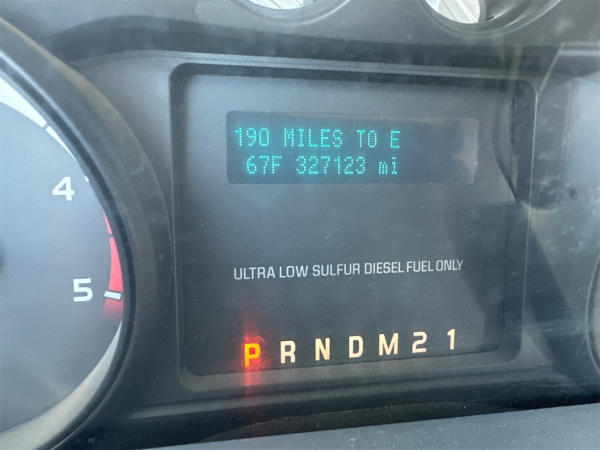 190 MILES TO E
67F 327123 mi
4
5
ULTRA LOW SULFUR DIESEL FUEL ONLY
P R N D M 2 1